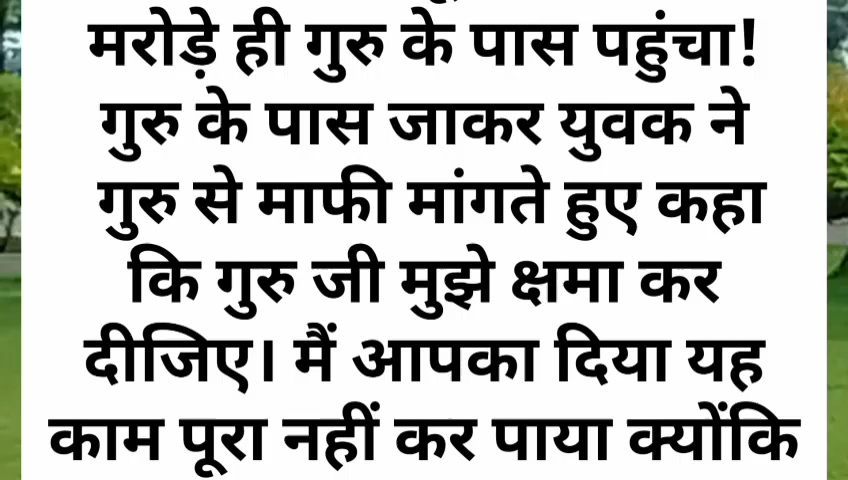 मरोड़े ही गुरु के पास पहुंचा!
गुरु के पास जाकर युवक ने
गुरु से माफी मांगते हुए कहा
कि गुरु जी मुझे क्षमा कर
दीजिए। मैं आपका दिया यह
काम पूरा नहीं कर पाया क्योंकि